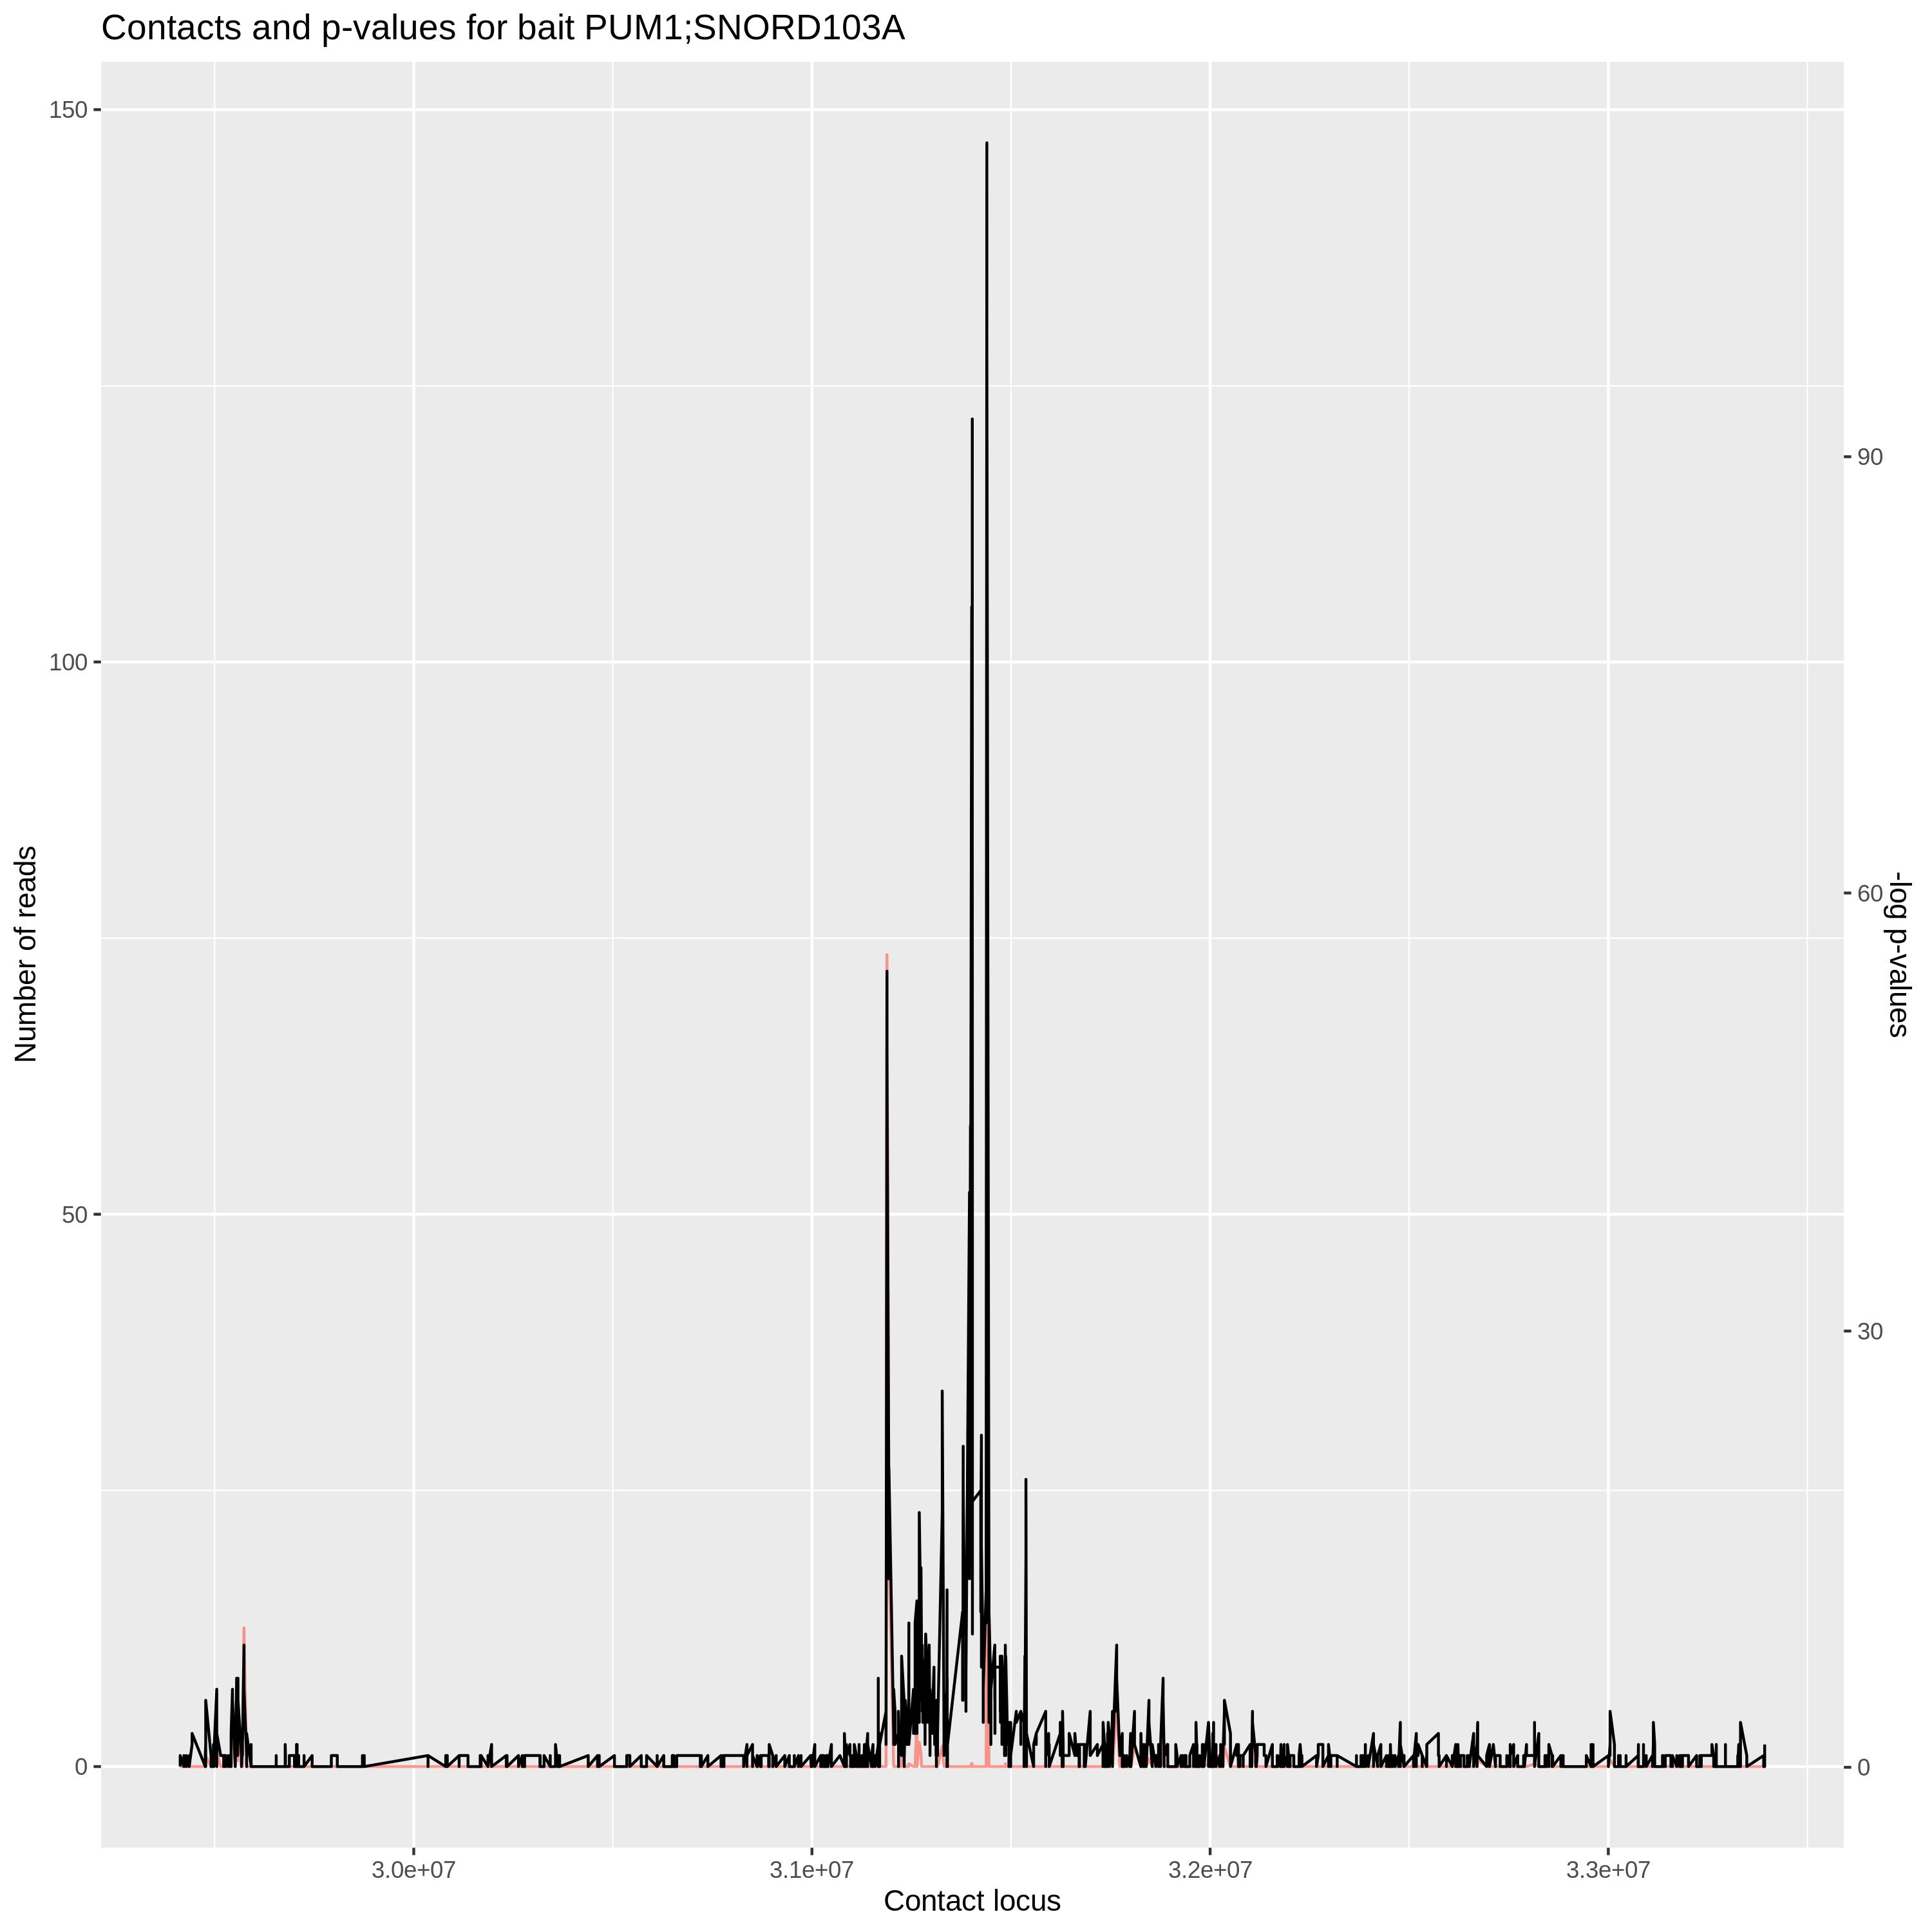 Contacts and p-values for bait PUM1;SNORD103A
150
100
50
0
Number of reads
90
60
30
0
-log p-values
3.0e+07
3.1e+07
3.2e+07
3.3e+07
Contact locus